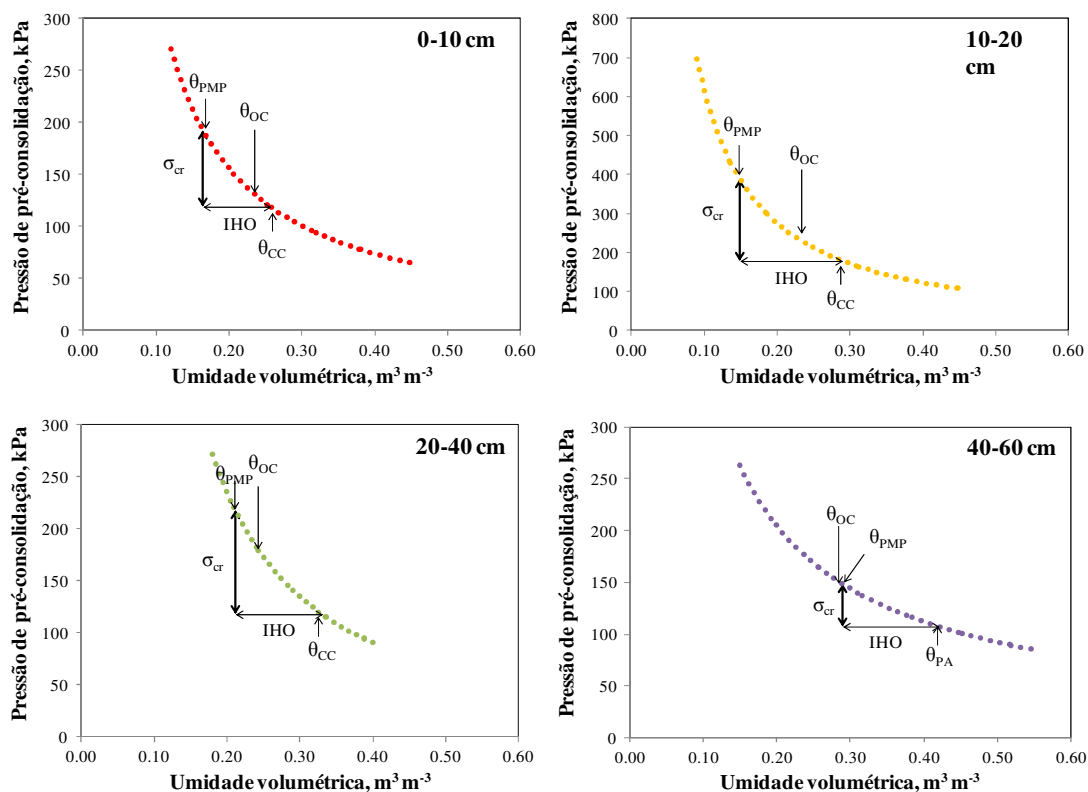 Pressão de pré-consolidação, kPa
300
250
200
150
100
50
0
0-10 cm
θPMP
θOC
σcr
IHO
θCC
0.00 0.10 0.20 0.30 0.40 0.50 0.60
Umidade volumétrica, m³ m⁻³
Pressão de pré-consolidação, kPa
800
700
600
500
400
300
200
100
0
10-20
cm
θPMP
θOC
σcr
IHO
θCC
0.00 0.10 0.20 0.30 0.40 0.50 0.60
Umidade volumétrica, m³ m⁻³
Pressão de pré-consolidação, kPa
300
250
200
150
100
50
0
20-40 cm
θPMP
θOC
σcr
IHO
θCC
0.00 0.10 0.20 0.30 0.40 0.50 0.60
Umidade volumétrica, m³ m⁻³
Pressão de pré-consolidação, kPa
300
250
200
150
100
50
0
40-60 cm
θOC
θPMP
σcr
IHO
θPA
0.00 0.10 0.20 0.30 0.40 0.50 0.60
Umidade volumétrica, m³ m⁻³